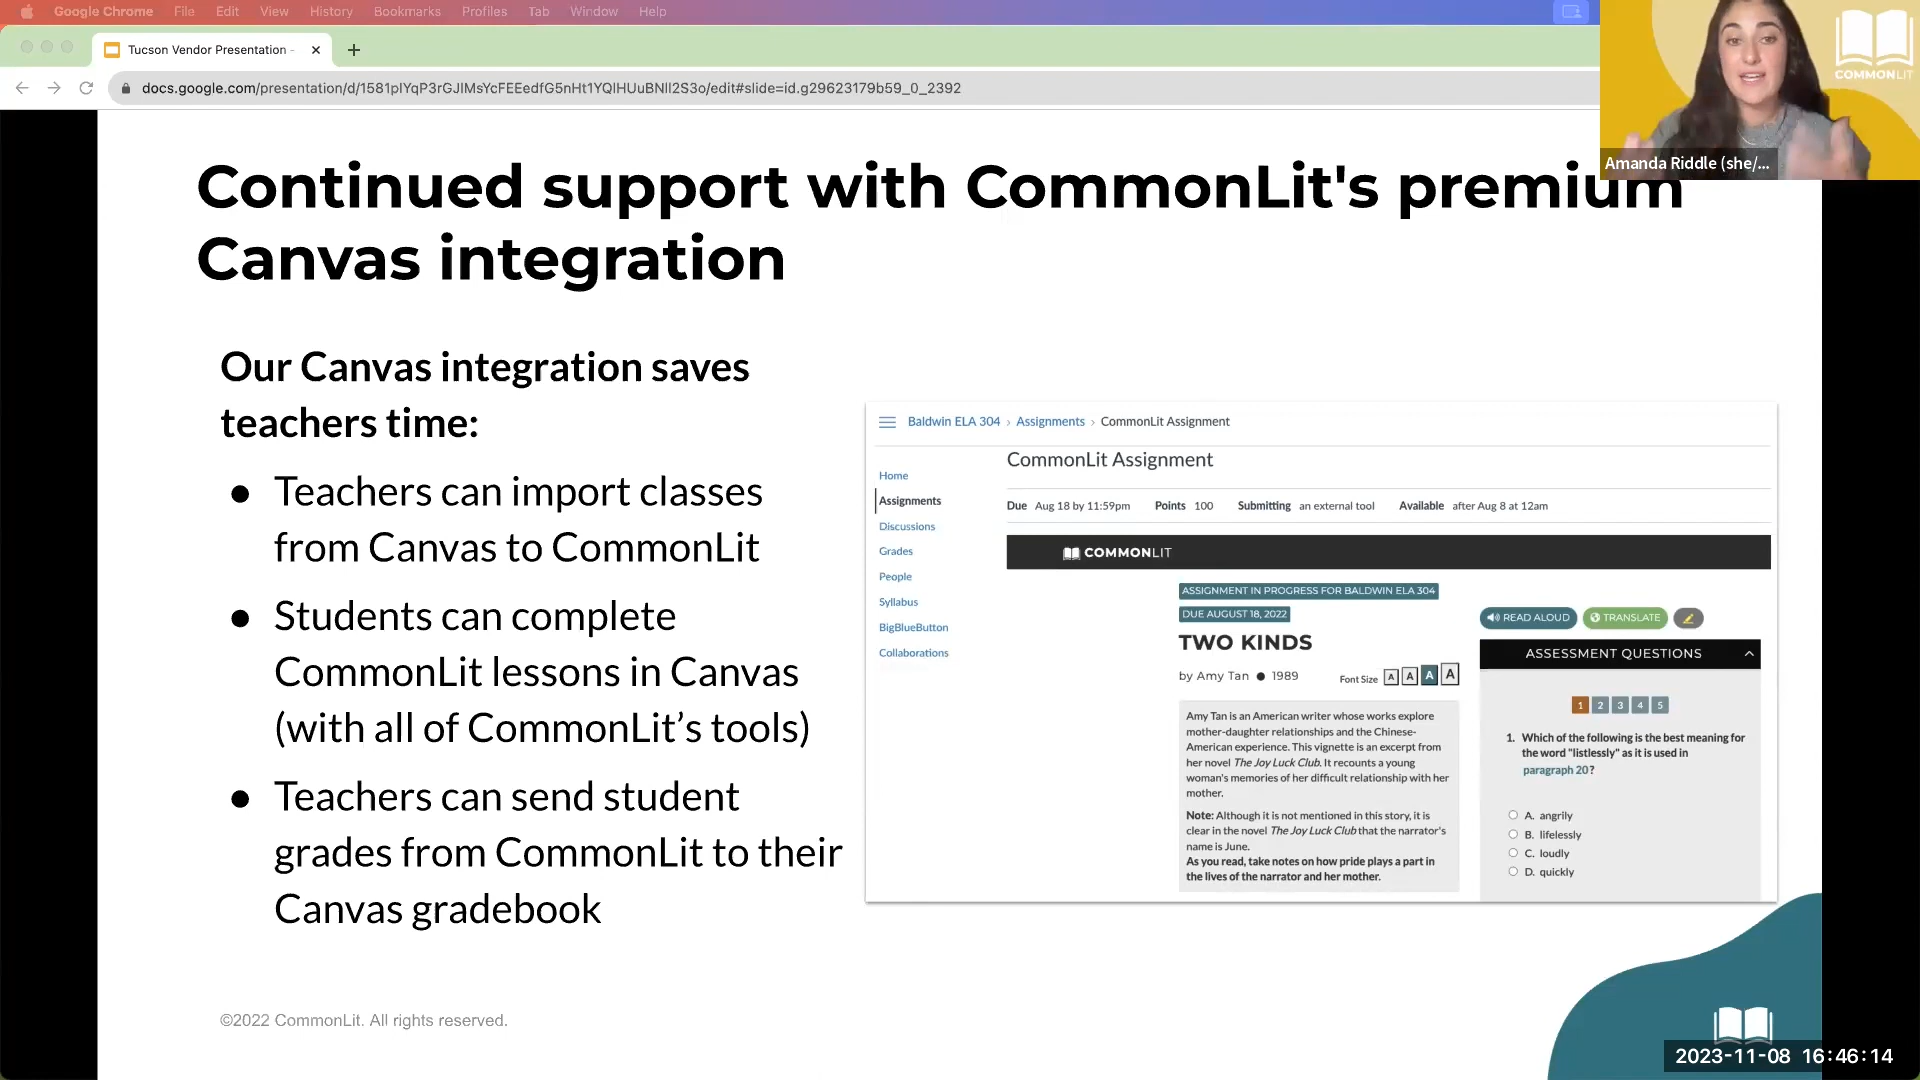 Google Chrome File Edit View History Bookmarks Profiles Tab Window Help
Tucson Vendor Presentation -
docs.google.com/presentation/d/1581pIYqP3rGJIMsYcFEEedfG5nHt1YQlHUuBNll2S3o/edit#slide=id.g29623179b59_0_2392
COMMONLIT
Amanda Riddle (she/...
Continued support with CommonLit's premium
Canvas integration
Our Canvas integration saves
teachers time:
● Teachers can import classes
from Canvas to CommonLit
● Students can complete
CommonLit lessons in Canvas
(with all of CommonLit’s tools)
● Teachers can send student
grades from CommonLit to their
Canvas gradebook
Baldwin ELA 304 › Assignments › CommonLit Assignment
CommonLit Assignment
Home
Assignments
Discussions
Grades
People
Syllabus
BigBlueButton
Collaborations
Due Aug 18 by 11:59pm Points 100 Submitting an external tool Available after Aug 8 at 12am
COMMONLIT
ASSIGNMENT IN PROGRESS FOR BALDWIN ELA 304
DUE AUGUST 18, 2022
TWO KINDS
by Amy Tan ● 1989
Font Size A A A A
Amy Tan is an American writer whose works explore
mother-daughter relationships and the Chinese-
American experience. This vignette is an excerpt from
her novel The Joy Luck Club. It recounts a young
woman's memories of her difficult relationship with her
mother.
Note: Although it is not mentioned in this story, it is
clear in the novel The Joy Luck Club that the narrator's
name is June.
As you read, take notes on how pride plays a part in
the lives of the narrator and her mother.
READ ALOUD TRANSLATE
ASSESSMENT QUESTIONS
1 2 3 4 5
1. Which of the following is the best meaning for
the word "listlessly" as it is used in
paragraph 20?
A. angrily
B. lifelessly
C. loudly
D. quickly
©2022 CommonLit. All rights reserved.
2023-11-08 16:46:14